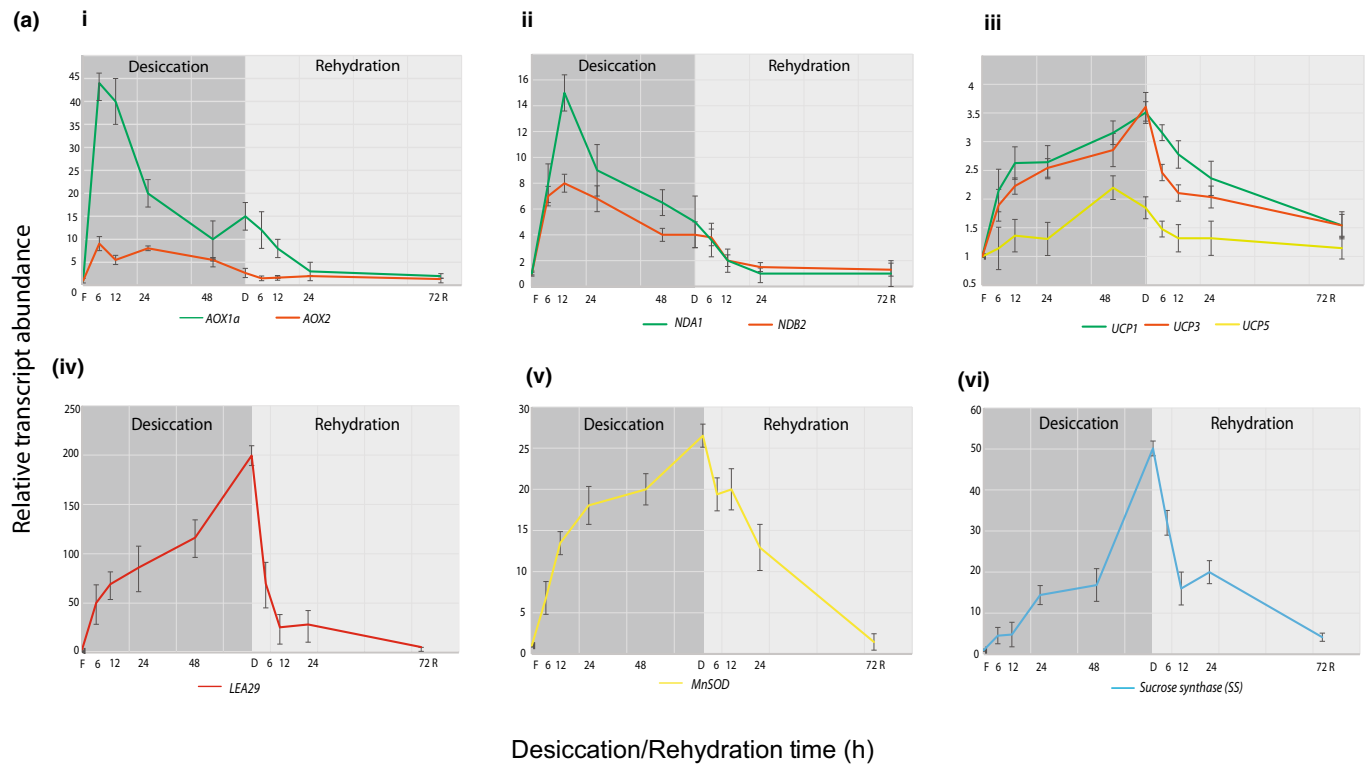 (a)
i
ii
iii
Desiccation Rehydration
45
40
35
30
25
20
15
10
5
0
F 6 12 24 48 D 6 12 24 72 R
AOX1a AOX2
Desiccation Rehydration
16
14
12
10
8
6
4
2
0
F 6 12 24 48 D 6 12 24 72 R
NDA1 NDB2
4
3.5
3
2.5
2
1.5
1
0.5
F 6 12 24 48 D 6 12 24 72 R
UCP1 UCP3 UCP5
Relative transcript abundance
(iv)
(v)
(vi)
Desiccation Rehydration
250
200
150
100
50
0
F 6 12 24 48 D 6 12 24 72 R
LEA29
Desiccation Rehydration
30
25
20
15
10
5
0
F 6 12 24 48 D 6 12 24 72 R
MnSOD
Desiccation Rehydration
60
50
40
30
20
10
0
F 6 12 24 48 D 6 12 24 72 R
Sucrose synthase (SS)
Desiccation/Rehydration time (h)